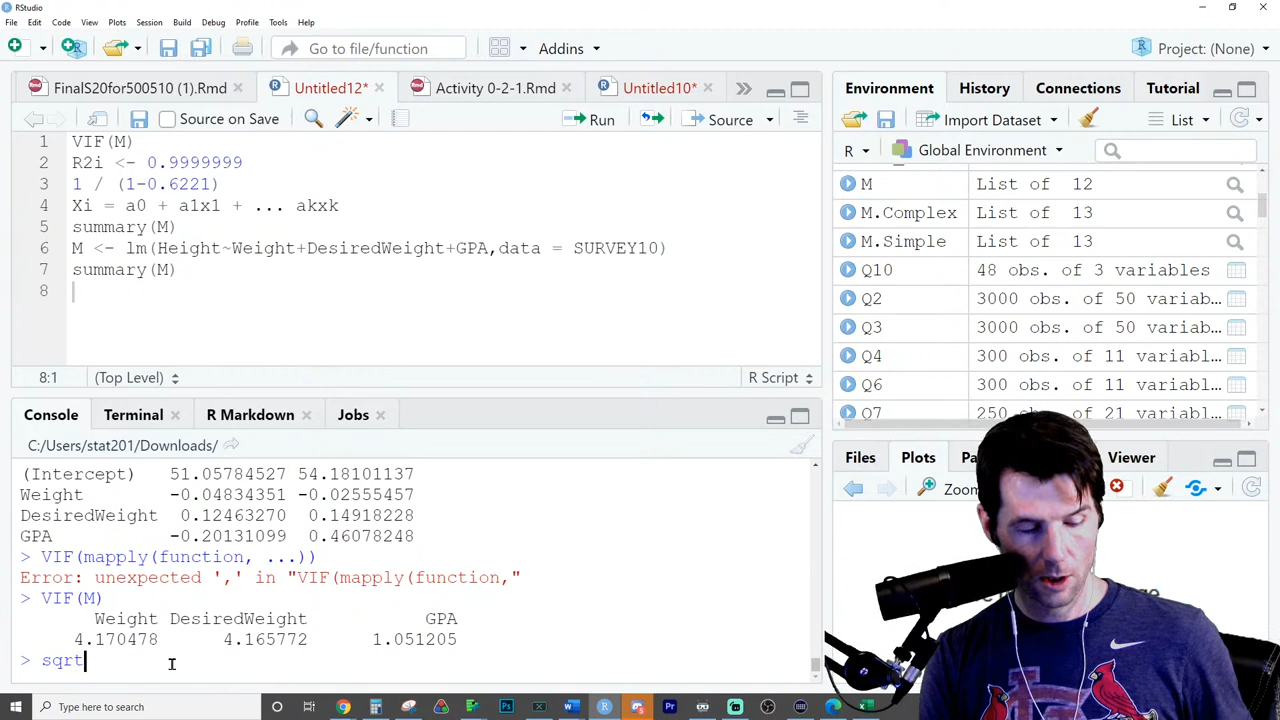 RStudio
File Edit Code View Plots Session Build Debug Profile Tools Help
Go to file/function Addins Project: (None)
FinalS20for500510 (1).Rmd Untitled12* Activity 0-2-1.Rmd Untitled10*
Source on Save Run Source
1 VIF(M)
2 R2i <- 0.9999999
3 1 / (1-0.6221)
4 Xi = a0 + a1x1 + ... akxk
5 summary(M)
6 M <- lm(Height~Weight+DesiredWeight+GPA,data = SURVEY10)
7 summary(M)
8
8:1 (Top Level) R Script
Console Terminal R Markdown Jobs
C:/Users/stat201/Downloads/
(Intercept) 51.05784527 54.18101137
Weight -0.04834351 -0.02555457
DesiredWeight 0.12463270 0.14918228
GPA -0.20131099 0.46078248
> VIF(mapply(function, ...))
Error: unexpected ',' in "VIF(mapply(function,"
> VIF(M)
Weight DesiredWeight GPA
4.170478 4.165772 1.051205
> sqrt
Environment History Connections Tutorial
Import Dataset List
R Global Environment
M List of 12
M.Complex List of 13
M.Simple List of 13
Q10 48 obs. of 3 variables
Q2 3000 obs. of 50 variab…
Q3 3000 obs. of 50 variab…
Q4 300 obs. of 11 variabl…
Q6 300 obs. of 11 variabl…
Q7 250 obs. of 21 variabl…
Files Plots Pa Viewer
Zoom
Type here to search